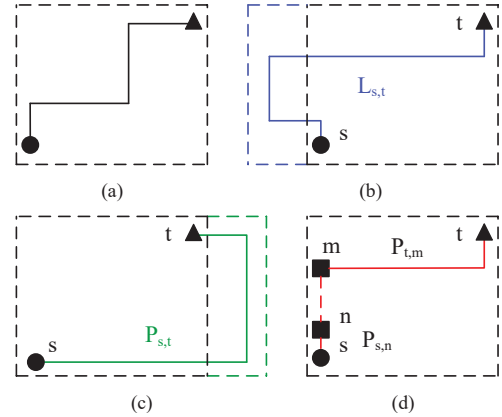 t
L_{s,t}
s
(a)
(b)
t
P_{s,t}
s
(c)
t
m
P_{t,m}
n
s
P_{s,n}
(d)